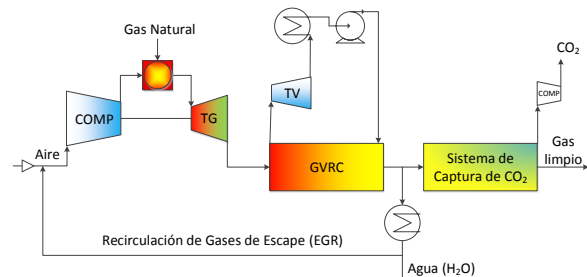 Gas Natural
CO₂
COMP
TG
TV
COMP
Aire
GVRC
Sistema de
Captura de CO₂
Gas
limpio
Recirculación de Gases de Escape (EGR)
Agua (H₂O)